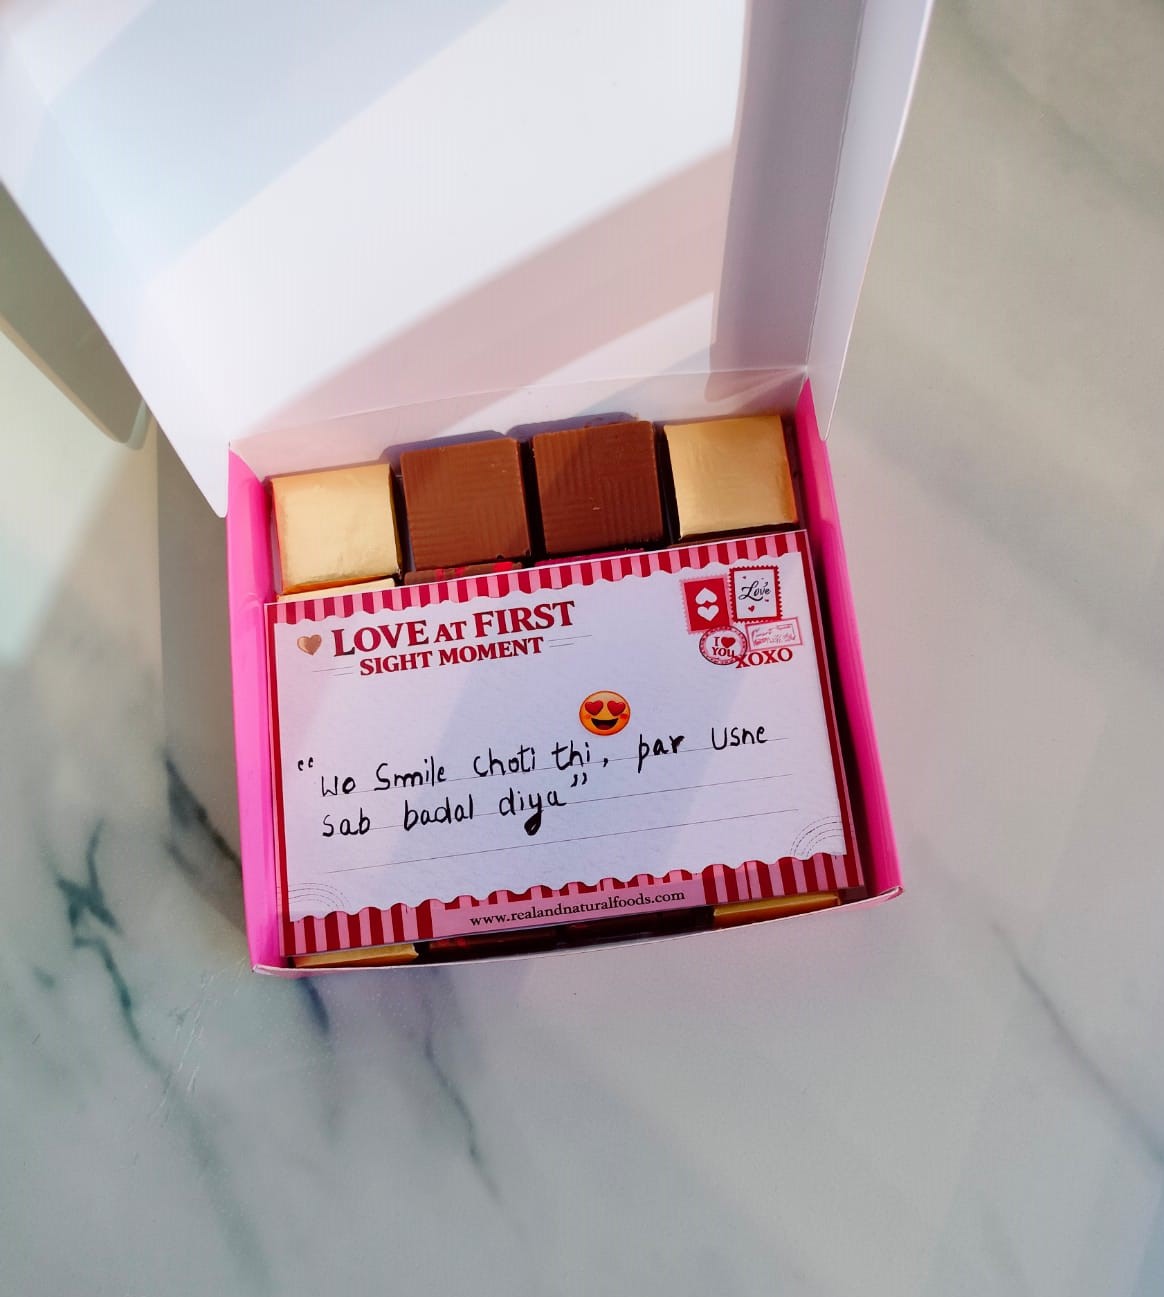 LOVE AT FIRST
SIGHT MOMENT
Love
I ♥
YOU
XOXO
“Wo Smile choti thi, par Usne
sab badal diya”
www.realandnaturalfoods.com